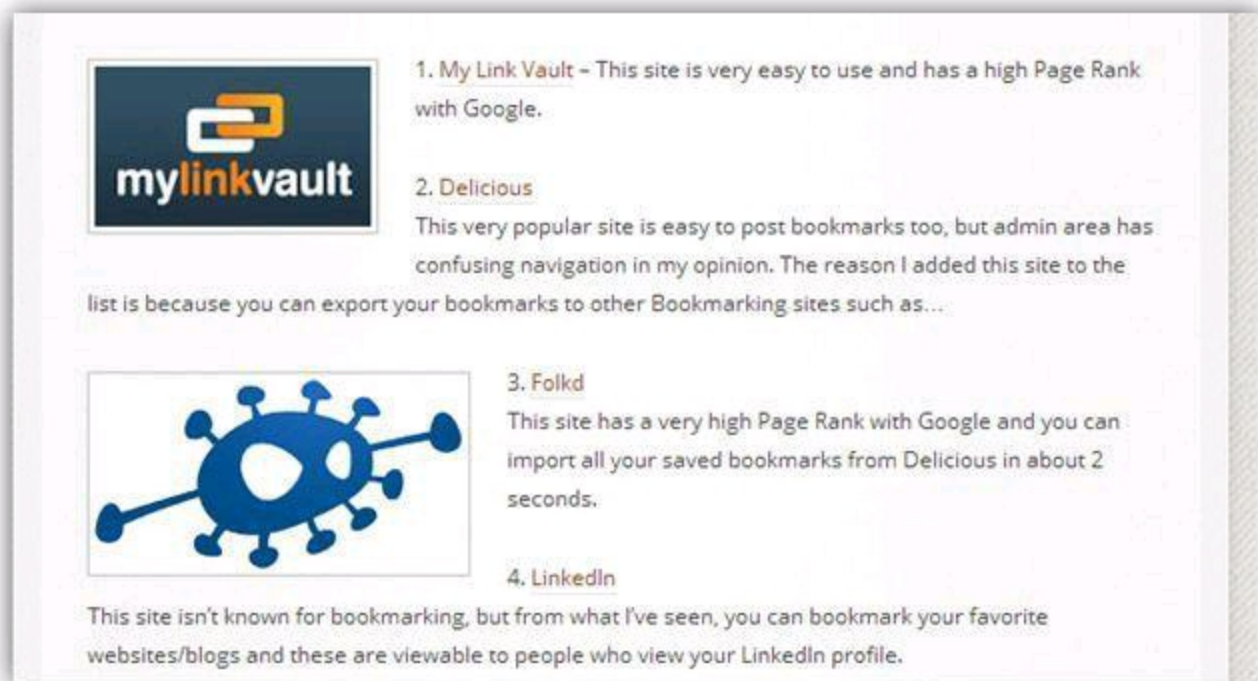 mylinkvault
1. My Link Vault – This site is very easy to use and has a high Page Rank
with Google.
2. Delicious
This very popular site is easy to post bookmarks too, but admin area has
confusing navigation in my opinion. The reason I added this site to the
list is because you can export your bookmarks to other Bookmarking sites such as…
3. Folkd
This site has a very high Page Rank with Google and you can
import all your saved bookmarks from Delicious in about 2
seconds.
4. LinkedIn
This site isn’t known for bookmarking, but from what I’ve seen, you can bookmark your favorite
websites/blogs and these are viewable to people who view your LinkedIn profile.